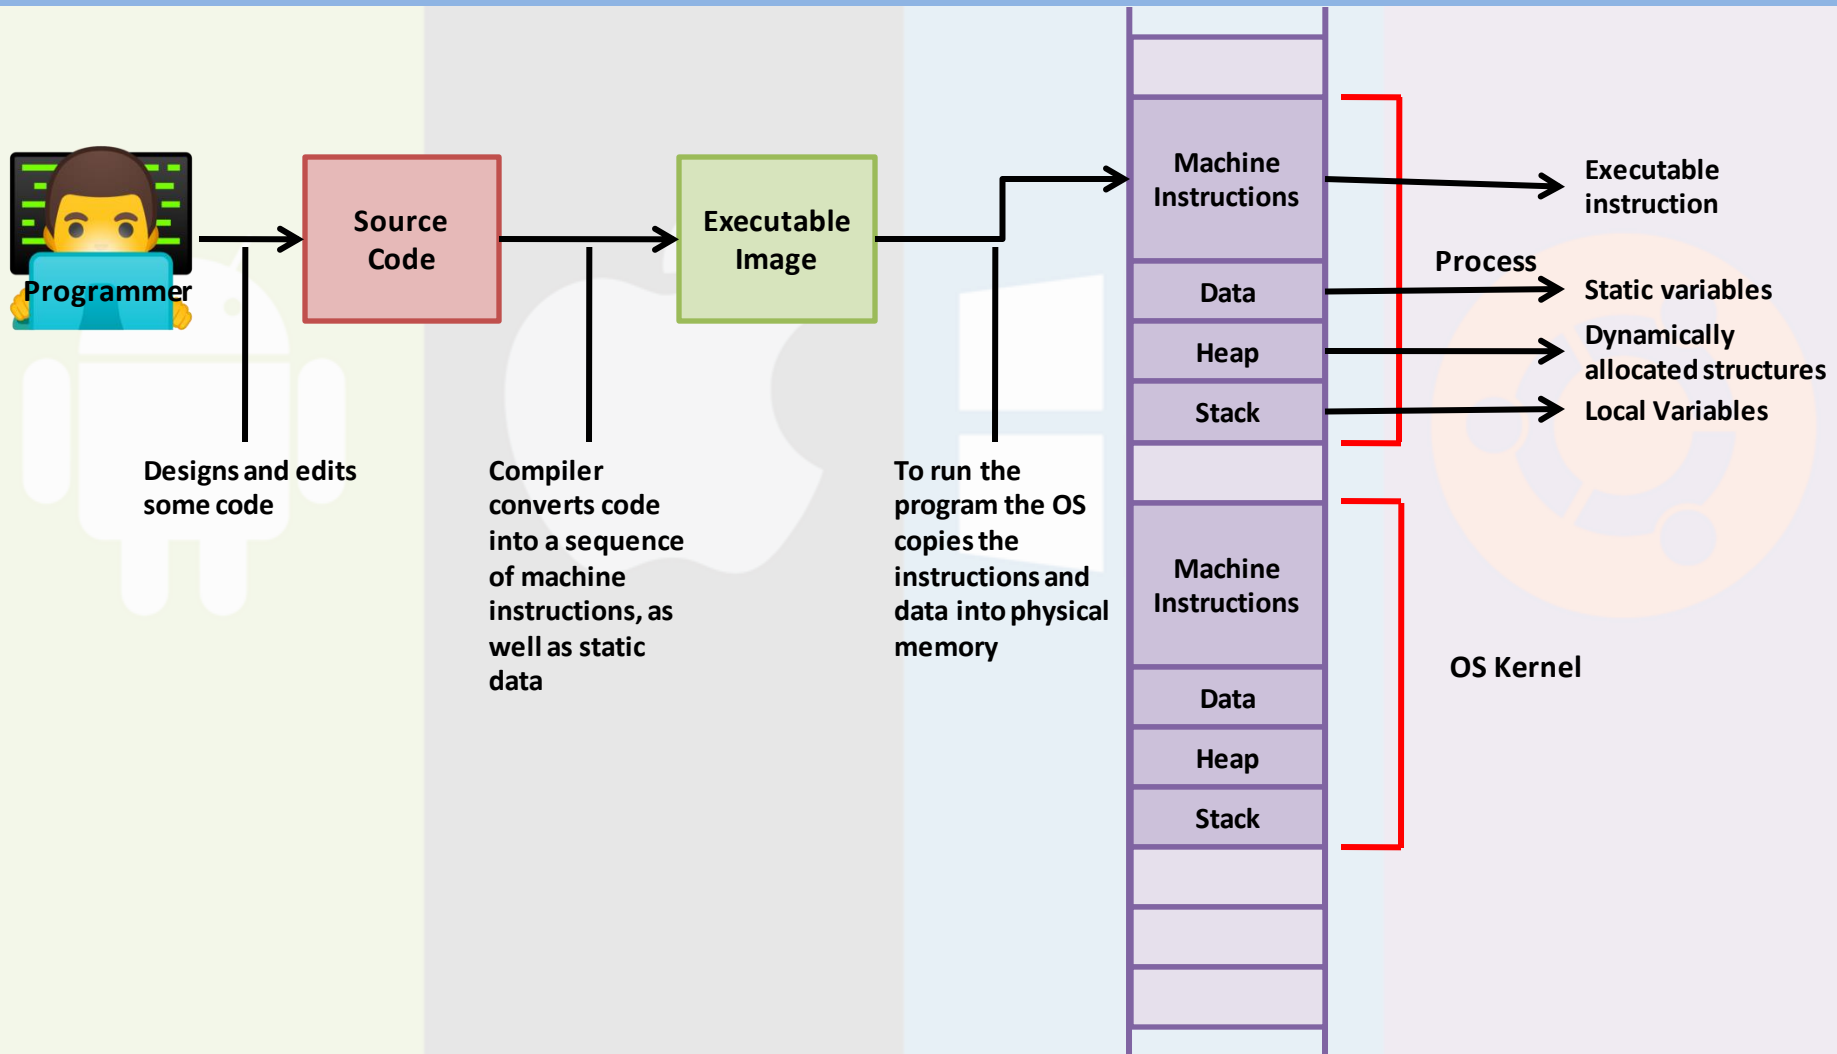 Programmer
Source
Code
Executable
Image
Designs and edits
some code
Compiler
converts code
into a sequence
of machine
instructions, as
well as static
data
To run the
program the OS
copies the
instructions and
data into physical
memory
Machine
Instructions
Data
Heap
Stack
Machine
Instructions
Data
Heap
Stack
Process
Executable
instruction
Static variables
Dynamically
allocated structures
Local Variables
OS Kernel